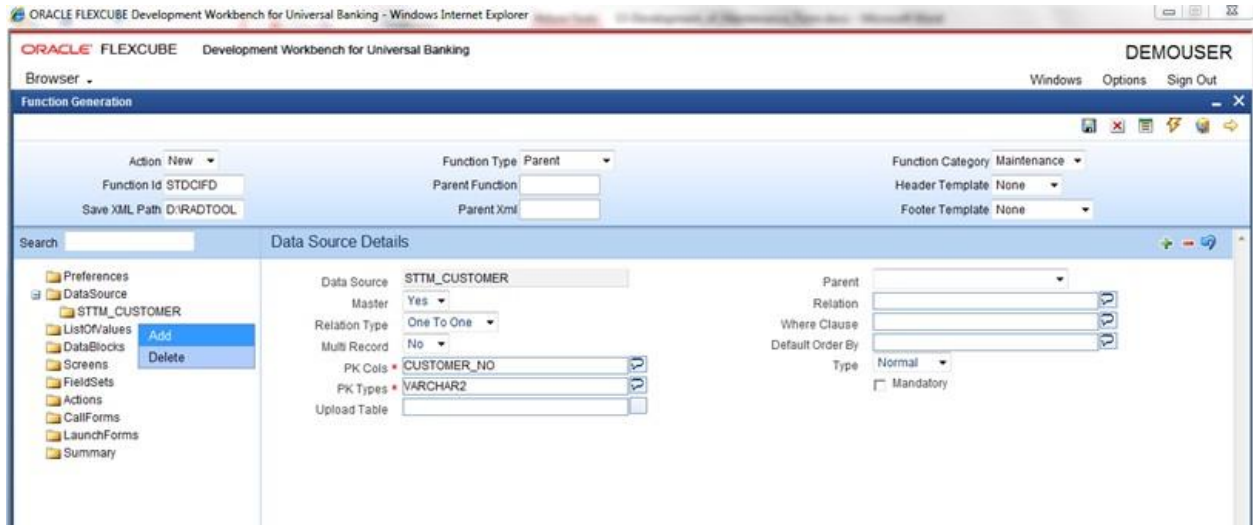 ORACLE FLEXCUBE Development Workbench for Universal Banking - Windows Internet Explorer
ORACLE FLEXCUBE Development Workbench for Universal Banking
DEMOUSER
Browser
Windows Options Sign Out
Function Generation
Action New Function Type Parent Function Category Maintenance
Function Id STDCIFD Parent Function Header Template None
Save XML Path D:\RADTOOL Parent Xml Footer Template None
Search Data Source Details
Preferences
DataSource
STTM_CUSTOMER
ListOfValues
DataBlocks
Screens
FieldSets
Actions
CallForms
LaunchForms
Summary
Add
Delete
Data Source STTM_CUSTOMER
Master Yes
Relation Type One To One
Multi Record No
PK Cols * CUSTOMER_NO
PK Types * VARCHAR2
Upload Table
Parent
Relation
Where Clause
Default Order By
Type Normal
Mandatory